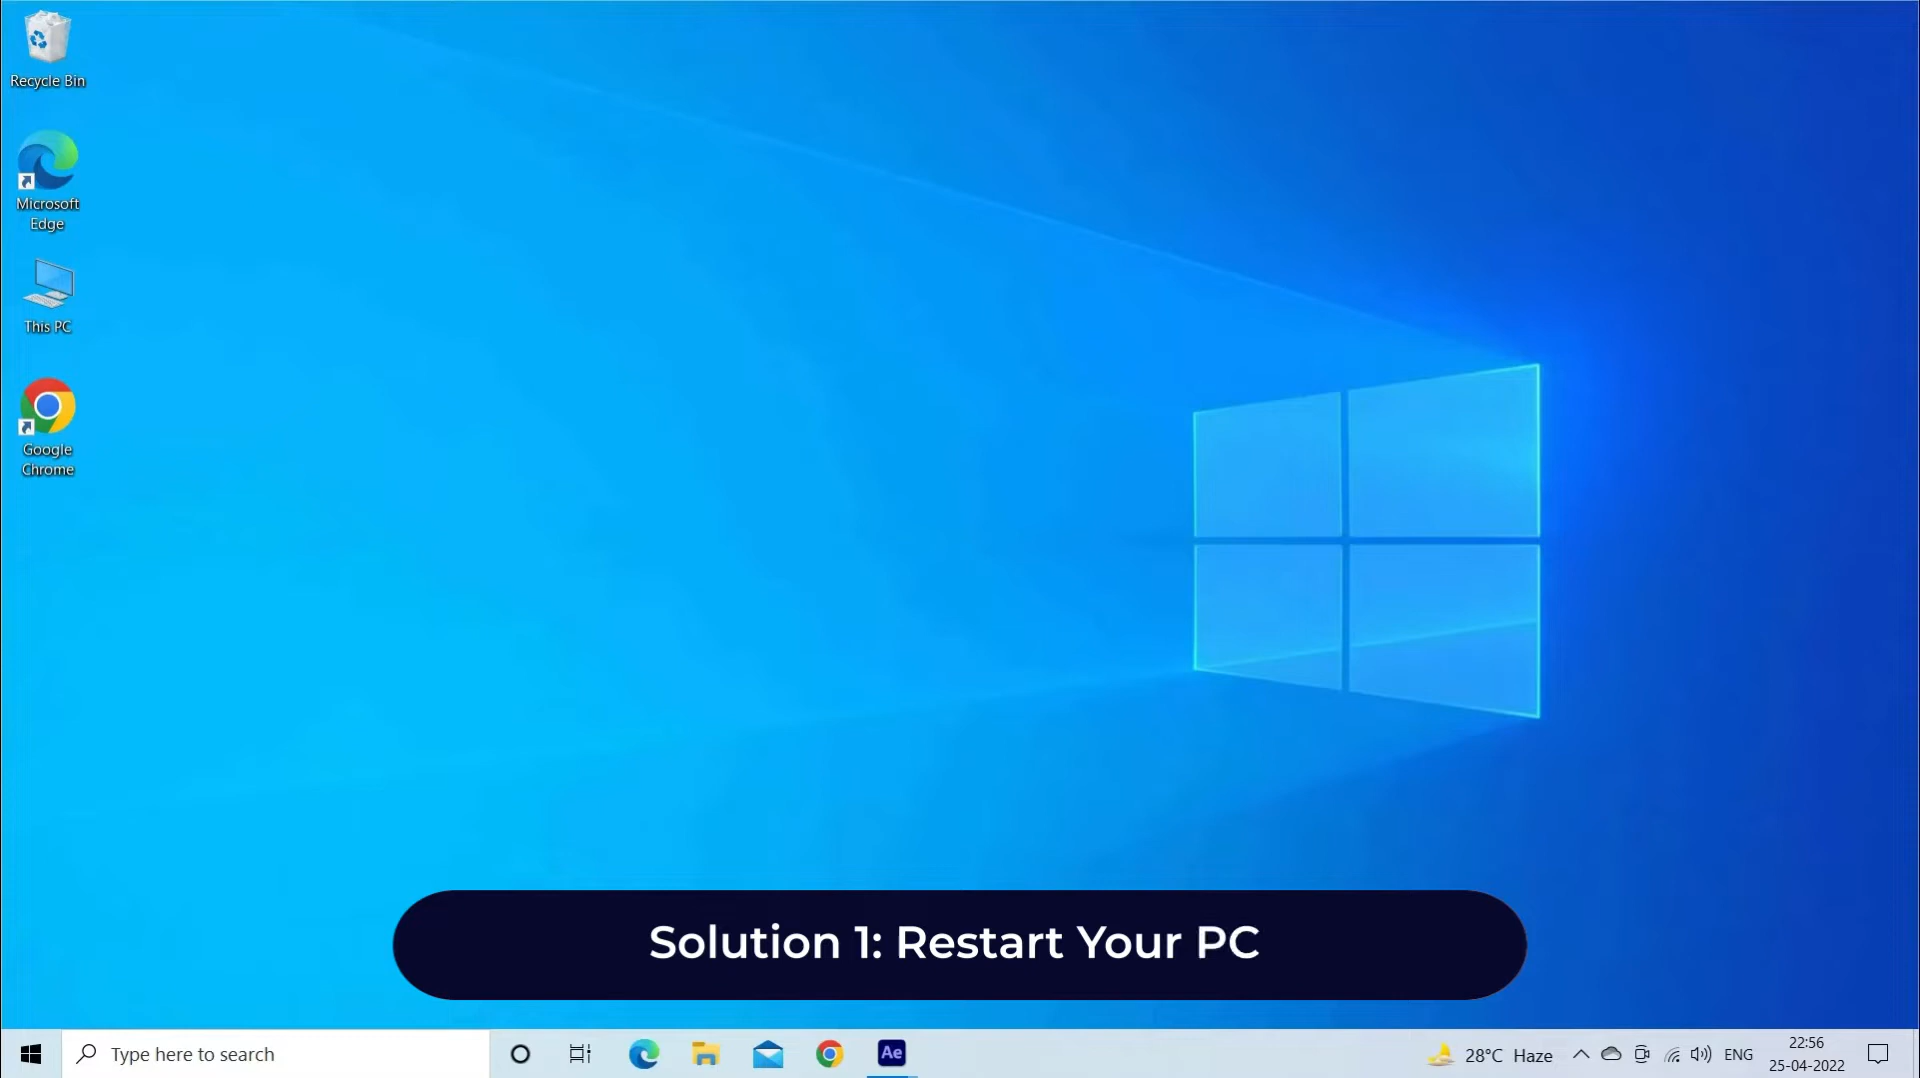 Recycle Bin
Microsoft
Edge
This PC
Google
Chrome
Solution 1: Restart Your PC
Type here to search
Ae
28°C Haze
ENG
22:56
25-04-2022